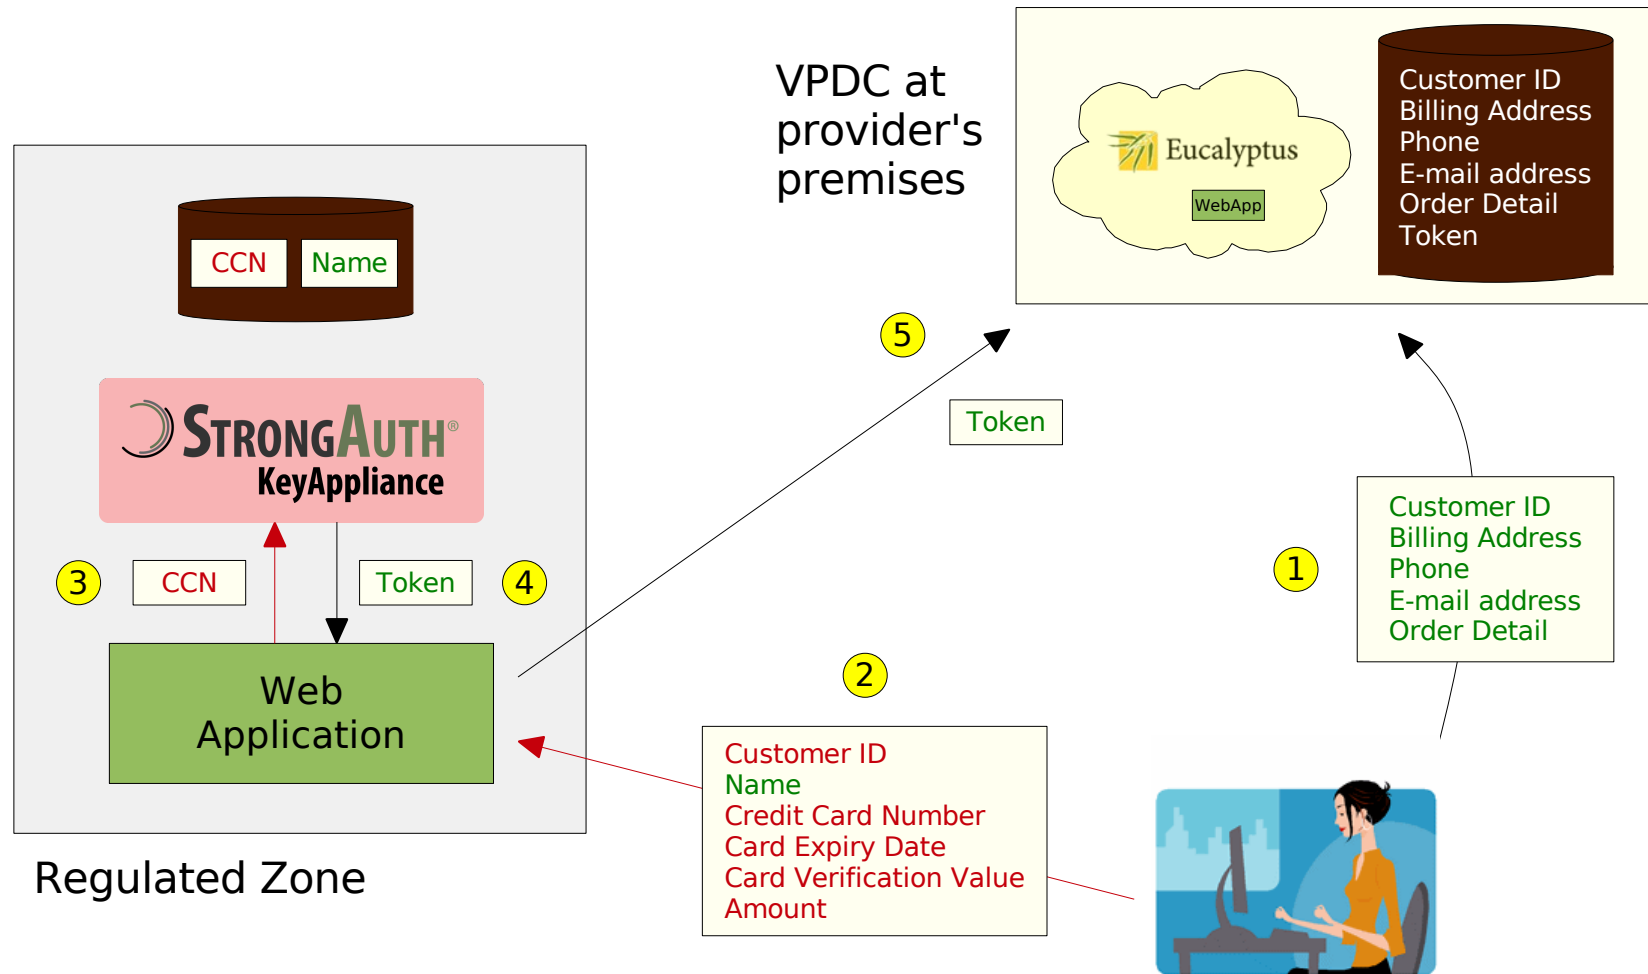 VPDC at
provider's
premises
Eucalyptus
WebApp
Customer ID
Billing Address
Phone
E-mail address
Order Detail
Token
CCN
Name
STRONGAUTH®
KeyAppliance
3
CCN
Token
4
Web
Application
Regulated Zone
5
Token
1
Customer ID
Billing Address
Phone
E-mail address
Order Detail
2
Customer ID
Name
Credit Card Number
Card Expiry Date
Card Verification Value
Amount